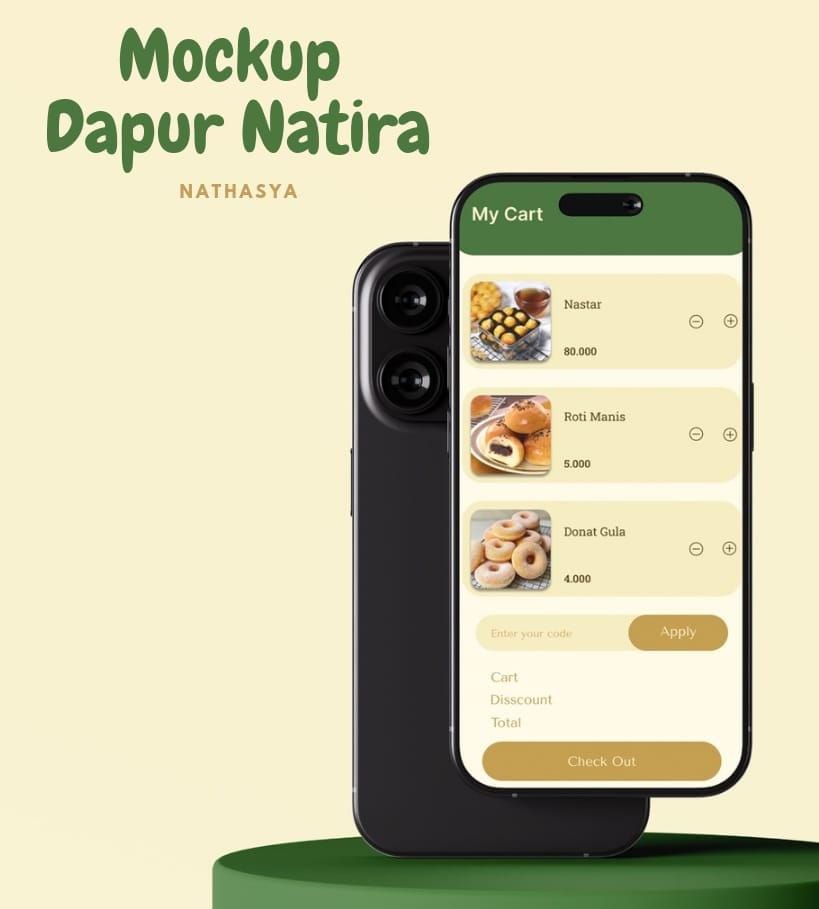 Mockup
Dapur Natira
NATHASYA
My Cart
Nastar
80.000
Roti Manis
5.000
Donat Gula
4.000
Enter your code
Apply
Cart
Disscount
Total
Check Out